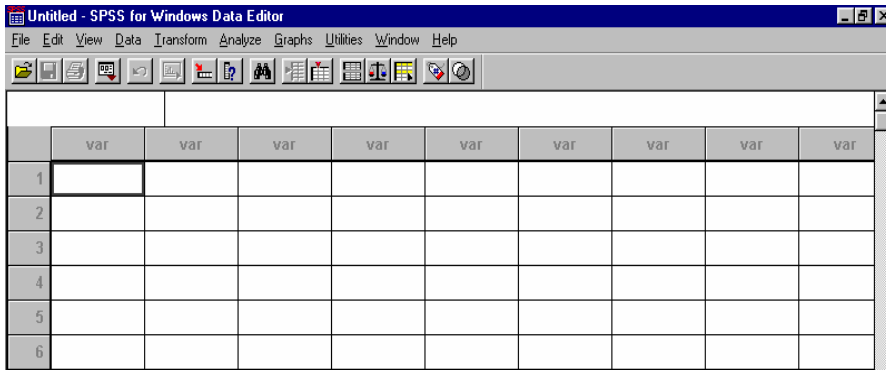 Untitled - SPSS for Windows Data Editor
File Edit View Data Transform Analyze Graphs Utilities Window Help
var var var var var var var var var
1
2
3
4
5
6